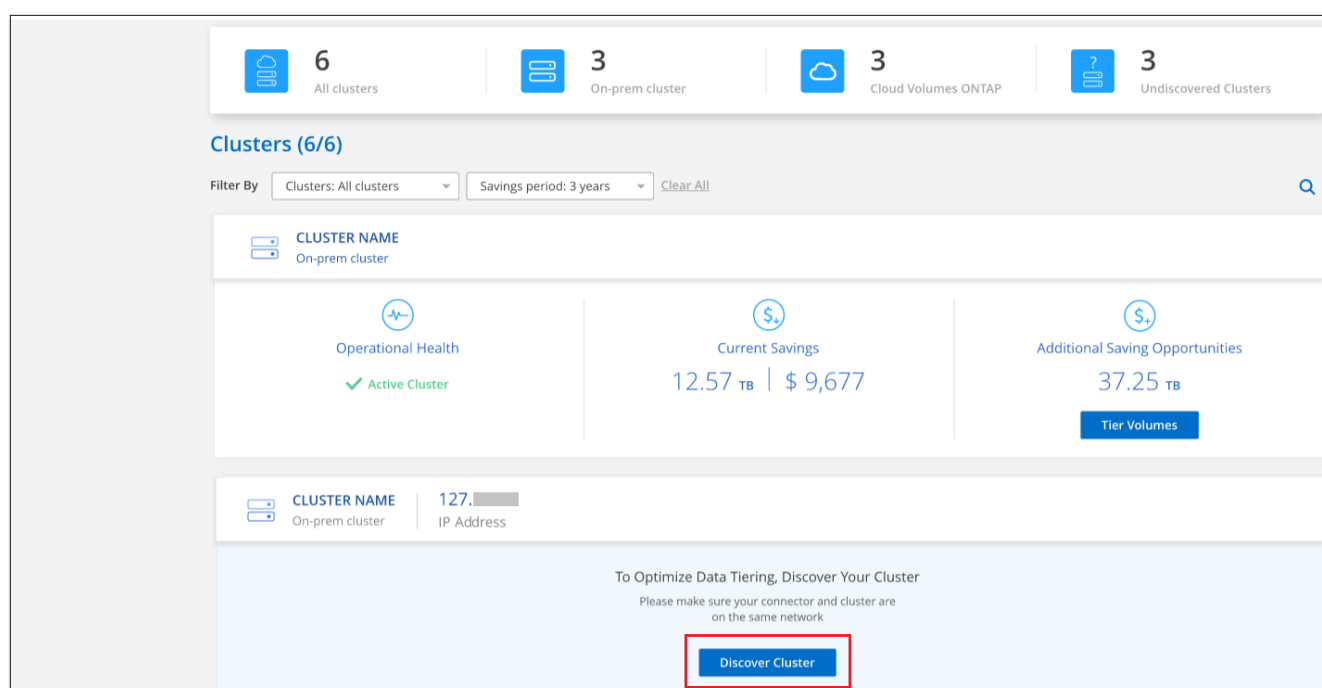 6
All clusters
3
On-prem cluster
3
Cloud Volumes ONTAP
?
3
Undiscovered Clusters
Clusters (6/6)
Filter By Clusters: All clusters Savings period: 3 years Clear All
CLUSTER NAME
On-prem cluster
$
$+
Operational Health
Current Savings
Additional Saving Opportunities
Active Cluster
12.57 TB | $ 9,677
37.25 TB
Tier Volumes
CLUSTER NAME
On-prem cluster
127.
IP Address
To Optimize Data Tiering, Discover Your Cluster
Please make sure your connector and cluster are
on the same network
Discover Cluster